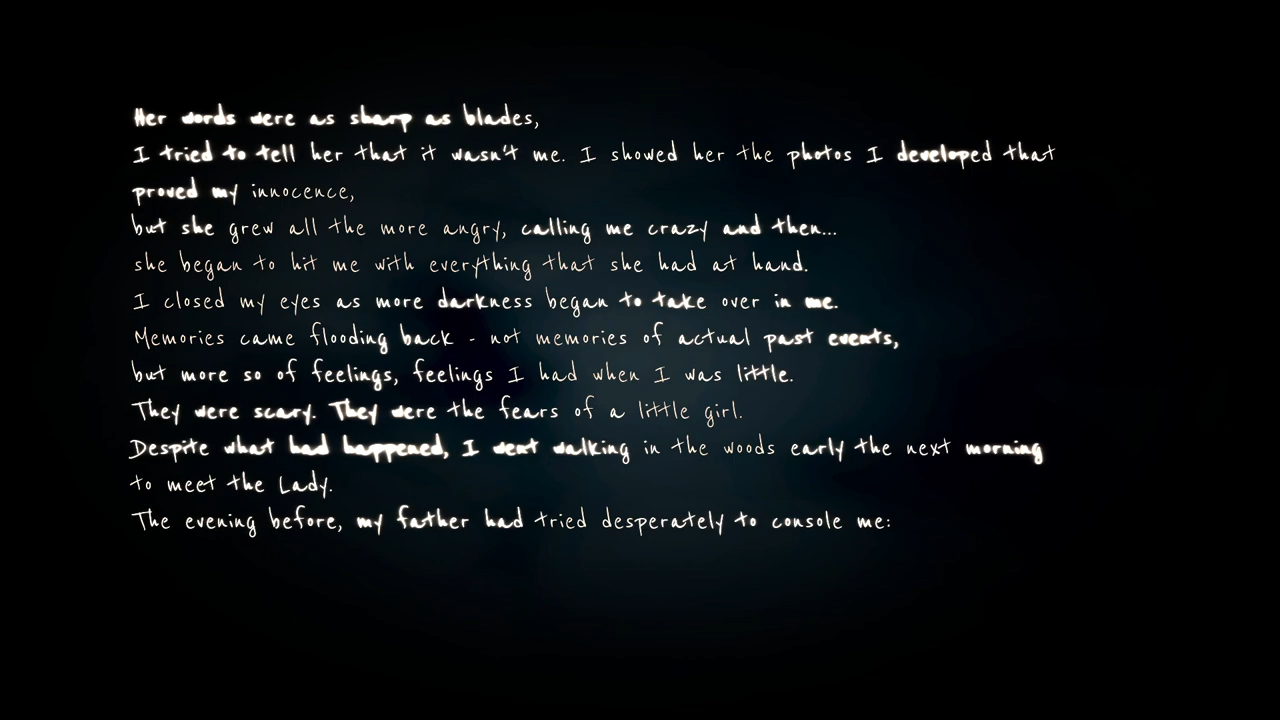 Her words were as sharp as blades,
I tried to tell her that it wasn't me. I showed her the photos I developed that
proved my innocence,
but she grew all the more angry, calling me crazy and then...
she began to hit me with everything that she had at hand.
I closed my eyes as more darkness began to take over in me.
Memories came flooding back - not memories of actual past events,
but more so of feelings, feelings I had when I was little.
They were scary. They were the fears of a little girl.
Despite what had happened, I went walking in the woods early the next morning
to meet the Lady.
The evening before, my father had tried desperately to console me: